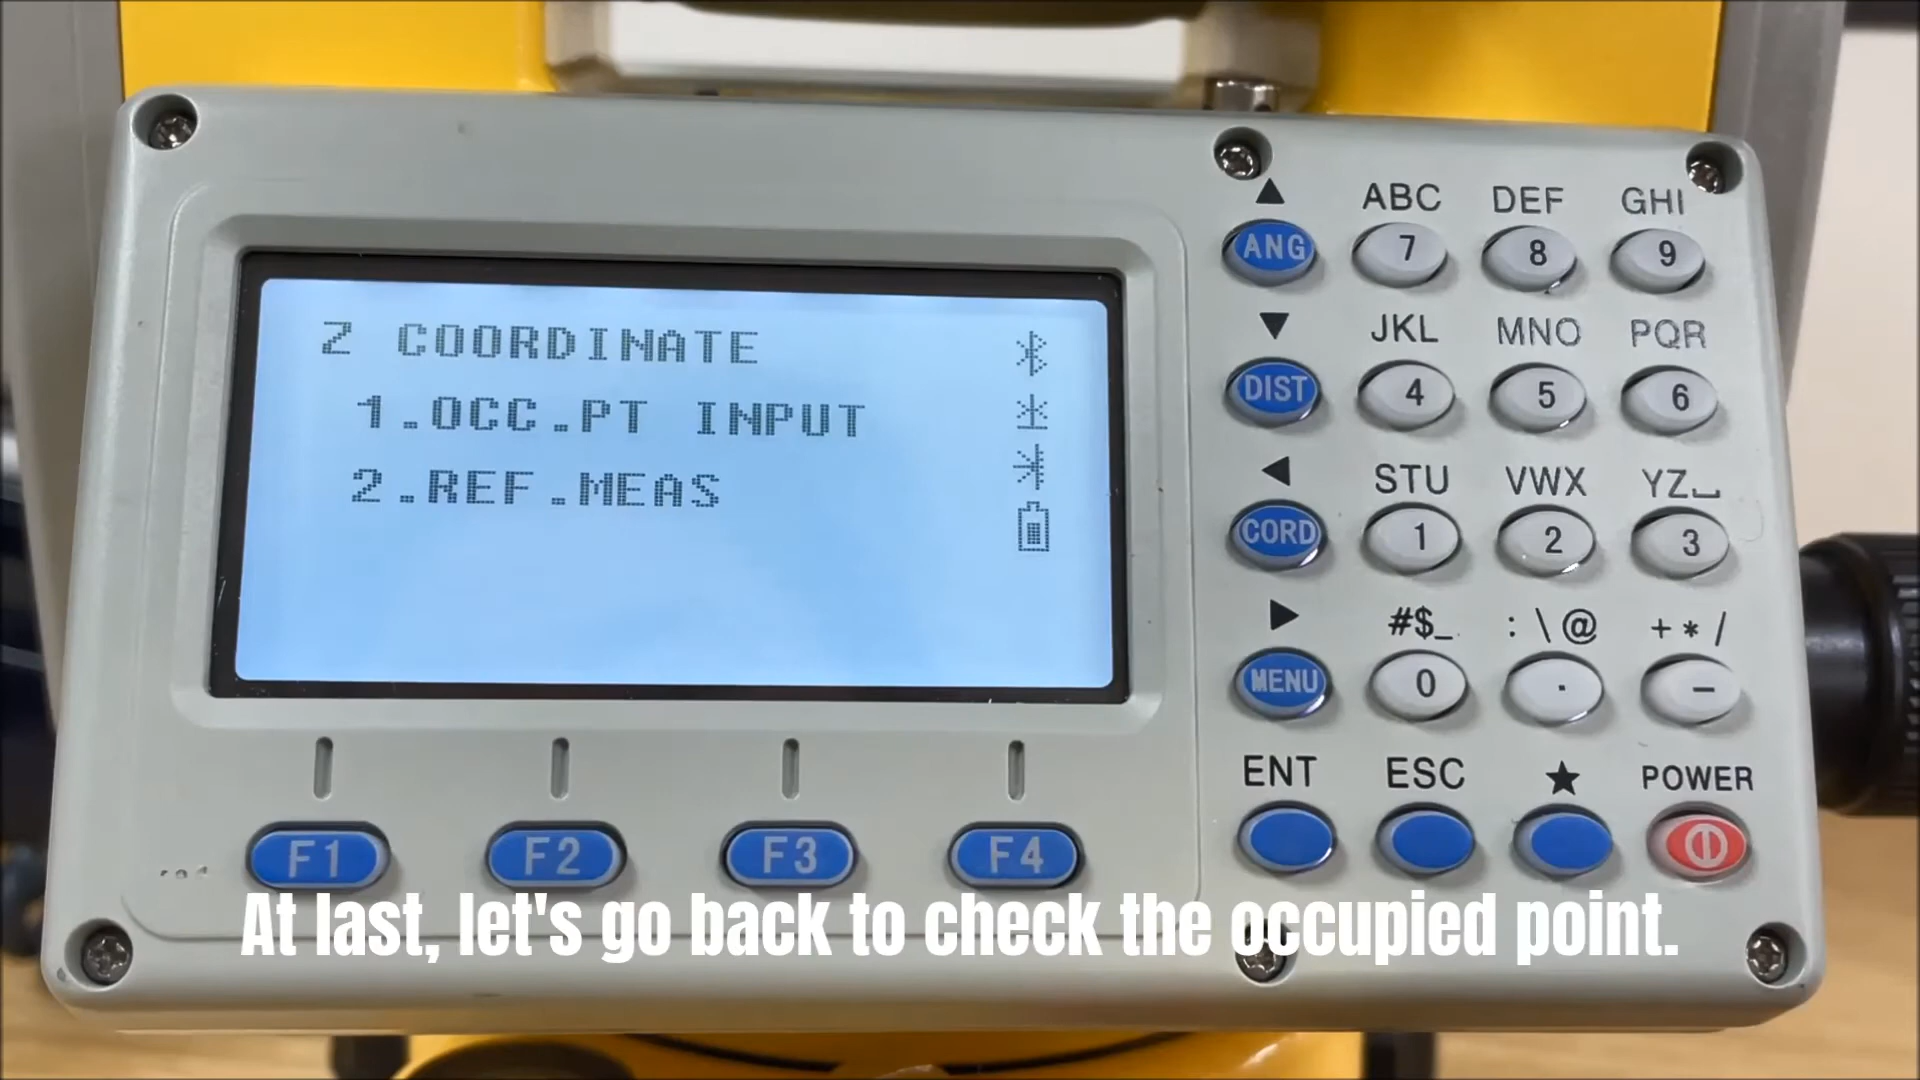 Z COORDINATE
1.OCC.PT INPUT
2.REF.MEAS
▲ ABC DEF GHI
ANG 7 8 9
▼ JKL MNO PQR
DIST 4 5 6
◀ STU VWX YZ⎵
CORD 1 2 3
▶ #$_ :\@ +*/
MENU 0 . −
ENT ESC ★ POWER
F1 F2 F3 F4
At last, let's go back to check the occupied point.